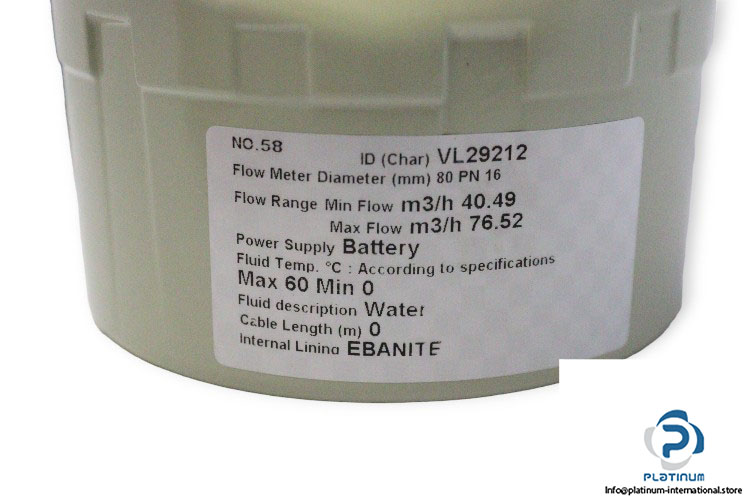 NO.58
ID (Char) VL29212
Flow Meter Diameter (mm) 80 PN 16
Flow Range Min Flow m3/h 40.49
Max Flow m3/h 76.52
Power Supply Battery
Fluid Temp. °C : According to specifications
Max 60 Min 0
Fluid description Water
Cable Length (m) 0
Internal Lining EBANITE
PLATINUM
Info@platinum-international.store